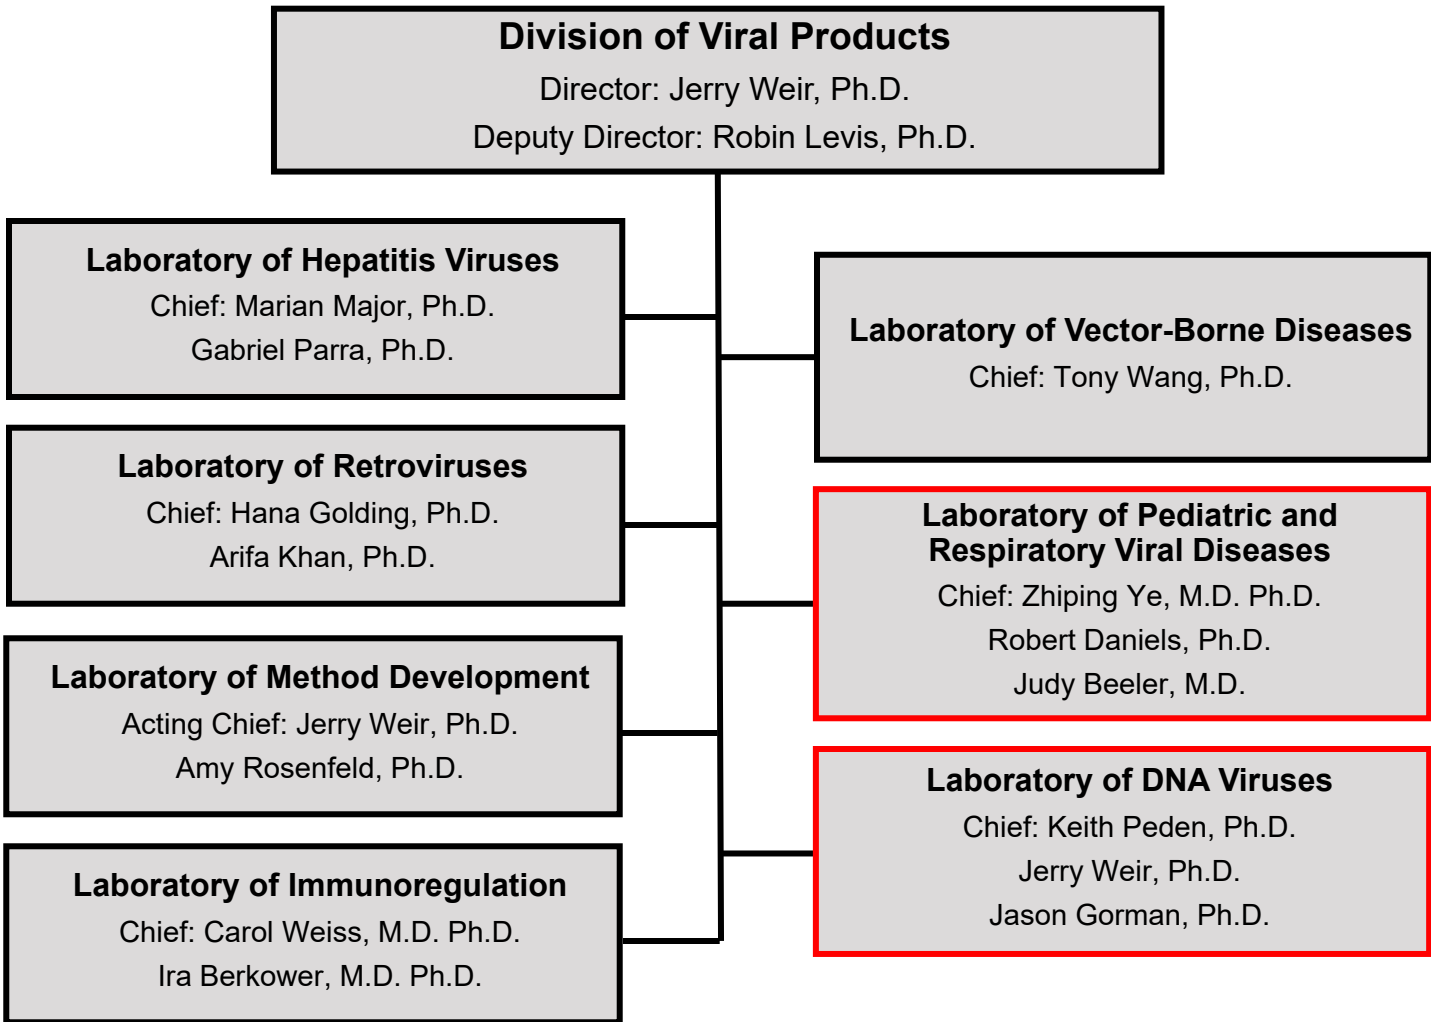 Division of Viral Products
Director: Jerry Weir, Ph.D.
Deputy Director: Robin Levis, Ph.D.
Laboratory of Hepatitis Viruses
Chief: Marian Major, Ph.D.
Gabriel Parra, Ph.D.
Laboratory of Retroviruses
Chief: Hana Golding, Ph.D.
Arifa Khan, Ph.D.
Laboratory of Method Development
Acting Chief: Jerry Weir, Ph.D.
Amy Rosenfeld, Ph.D.
Laboratory of Immunoregulation
Chief: Carol Weiss, M.D. Ph.D.
Ira Berkower, M.D. Ph.D.
Laboratory of Vector-Borne Diseases
Chief: Tony Wang, Ph.D.
Laboratory of Pediatric and
Respiratory Viral Diseases
Chief: Zhiping Ye, M.D. Ph.D.
Robert Daniels, Ph.D.
Judy Beeler, M.D.
Laboratory of DNA Viruses
Chief: Keith Peden, Ph.D.
Jerry Weir, Ph.D.
Jason Gorman, Ph.D.